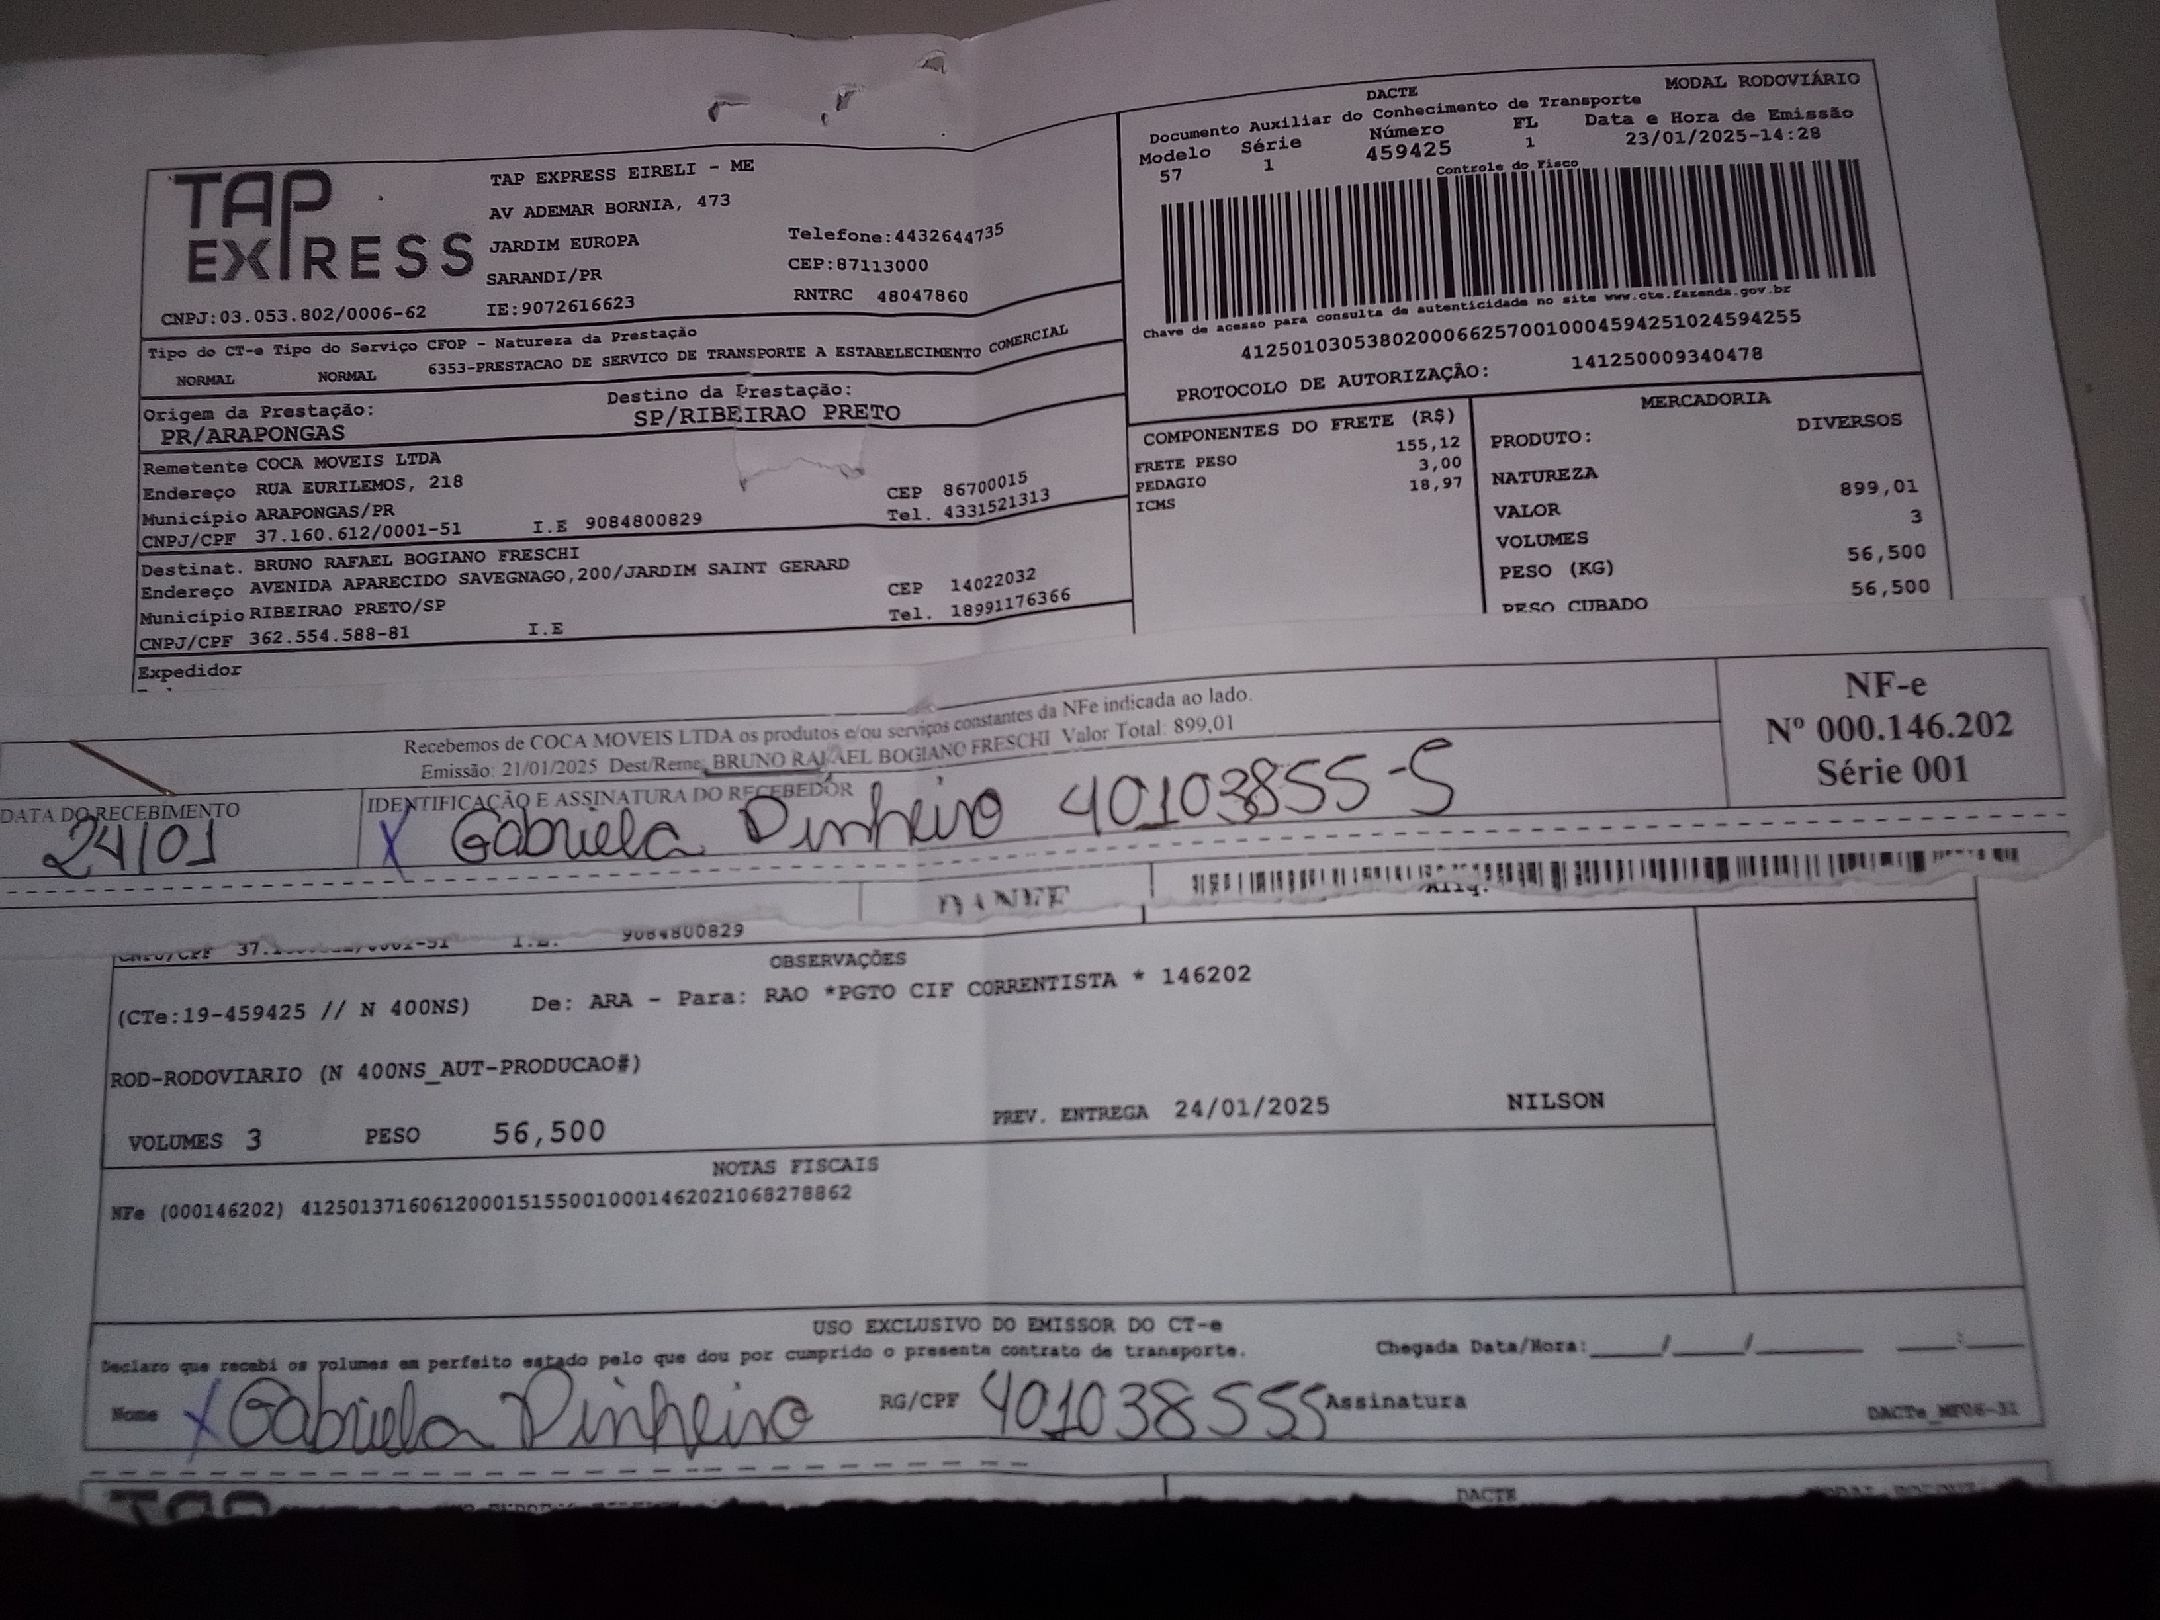 TAP EXPRESS
TAP EXPRESS EIRELI - ME
AV ADEMAR BORNIA, 473
JARDIM EUROPA Telefone:4432644735
SARANDI/PR CEP:87113000
CNPJ:03.053.802/0006-62 IE:9072616623 RNTRC 48047860
DACTE MODAL RODOVIÁRIO
Documento Auxiliar do Conhecimento de Transporte
Modelo Série Número FL Data e Hora de Emissão
57 1 459425 1 23/01/2025-14:28
Controle do Fisco
Chave de acesso para consulta de autenticidade no site www.cte.fazenda.gov.br
41250103053802000662570010004594251024594255
PROTOCOLO DE AUTORIZAÇÃO: 141250009340478
Tipo do CT-e Tipo do Serviço CFOP - Natureza da Prestação
NORMAL NORMAL 6353-PRESTACAO DE SERVICO DE TRANSPORTE A ESTABELECIMENTO COMERCIAL
Origem da Prestação: Destino da Prestação:
PR/ARAPONGAS SP/RIBEIRAO PRETO
Remetente COCA MOVEIS LTDA
Endereço RUA EURILEMOS, 218 CEP 86700015
Município ARAPONGAS/PR Tel. 4331521313
CNPJ/CPF 37.160.612/0001-51 I.E 9084800829
Destinat. BRUNO RAFAEL BOGIANO FRESCHI
Endereço AVENIDA APARECIDO SAVEGNAGO,200/JARDIM SAINT GERARD CEP 14022032
Município RIBEIRAO PRETO/SP Tel. 18991176366
CNPJ/CPF 362.554.588-81 I.E
Expedidor
COMPONENTES DO FRETE (R$)
FRETE PESO 155,12
PEDAGIO 3,00
ICMS 18,97
MERCADORIA
PRODUTO: DIVERSOS
NATUREZA
VALOR 899,01
VOLUMES 3
PESO (KG) 56,500
PESO CUBADO 56,500
Recebemos de COCA MOVEIS LTDA os produtos e/ou serviços constantes da NFe indicada ao lado.
Emissão: 21/01/2025 Dest/Reme: BRUNO RAFAEL BOGIANO FRESCHI Valor Total: 899,01
NF-e
Nº 000.146.202
Série 001
DATA DO RECEBIMENTO IDENTIFICAÇÃO E ASSINATURA DO RECEBEDOR
24/01 X Gabriela Pinheiro 40103855-5
DANFE
CNPJ/CPF I.E. 9084800829
OBSERVAÇÕES
(CTe:19-459425 // N 400NS) De: ARA - Para: RAO *PGTO CIF CORRENTISTA * 146202
ROD-RODOVIARIO (N 400NS_AUT-PRODUCAO#)
VOLUMES 3 PESO 56,500 PREV. ENTREGA 24/01/2025 NILSON
NOTAS FISCAIS
NFe (000146202) 41250137160612000151550010001462021068278862
USO EXCLUSIVO DO EMISSOR DO CT-e
Declaro que recebi os volumes em perfeito estado pelo que dou por cumprido o presente contrato de transporte. Chegada Data/Hora:____/____/______ ___:___
Nome X Gabriela Pinheiro RG/CPF 401038555 Assinatura
TAP DACTE